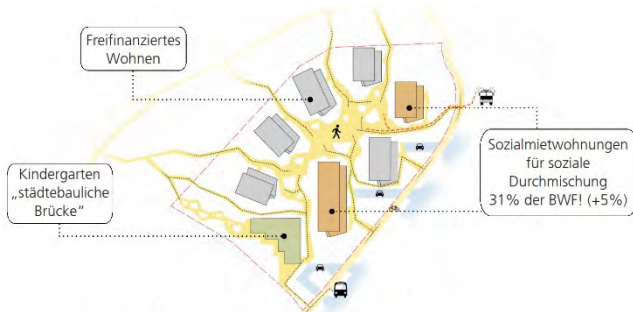 Freifinanziertes
Wohnen
Kindergarten
„städtebauliche
Brücke“
Sozialmietwohnungen
für soziale
Durchmischung
31% der BWF! (+5%)